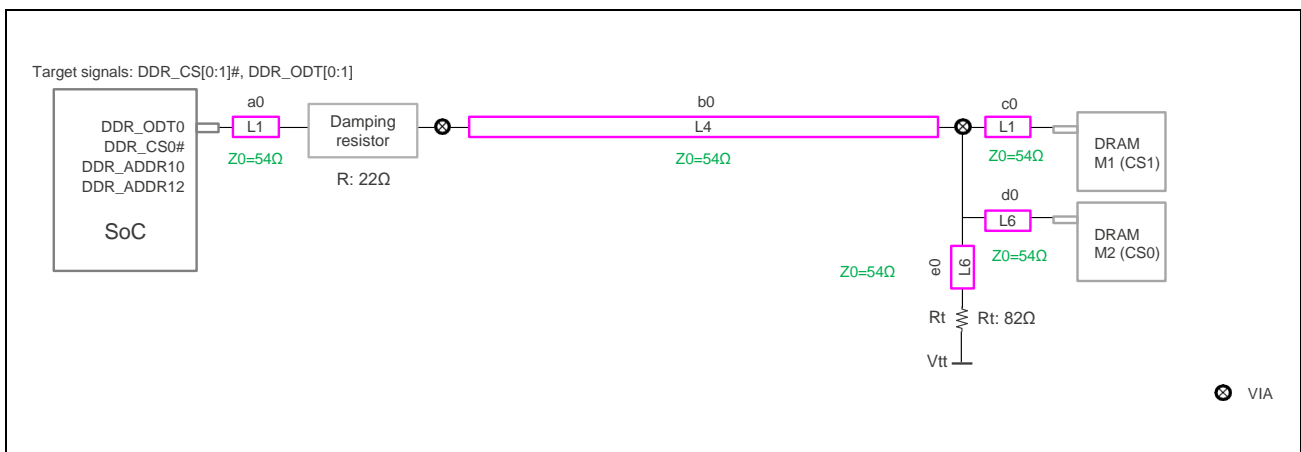 Target signals: DDR_CS[0:1]#, DDR_ODT[0:1]
a0
b0
c0
DDR_ODT0
DDR_CS0#
DDR_ADDR10
DDR_ADDR12
SoC
L1
Damping
resistor
L4
L1
DRAM
M1 (CS1)
Z0=54Ω
R: 22Ω
Z0=54Ω
Z0=54Ω
d0
L6
DRAM
M2 (CS0)
Z0=54Ω
Z0=54Ω
e0
L6
Rt
Rt: 82Ω
Vtt
VIA